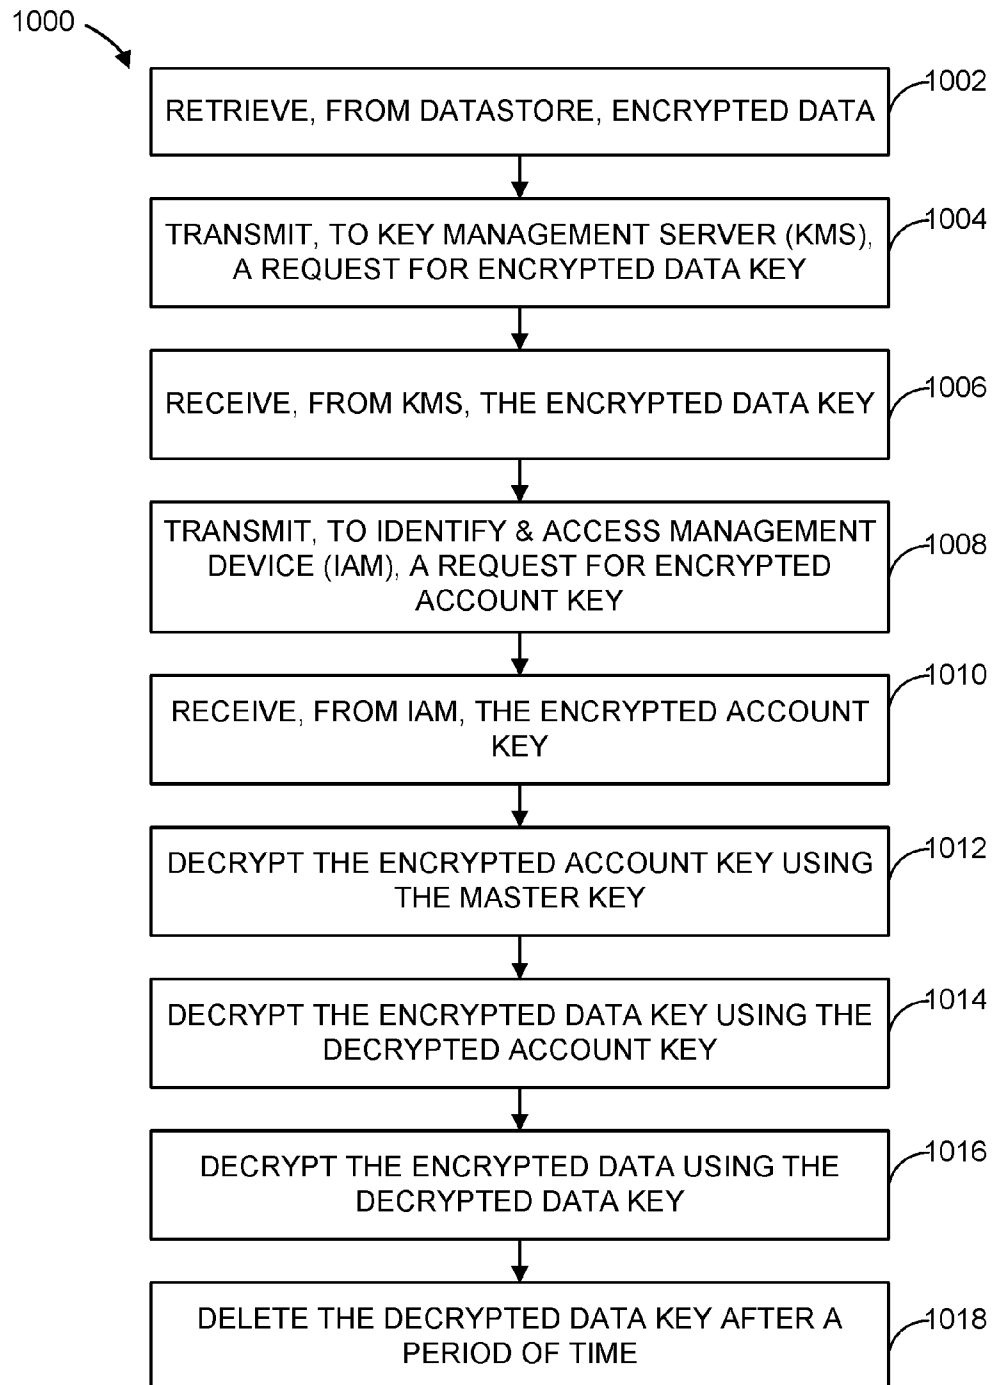 1000
RETRIEVE, FROM DATASTORE, ENCRYPTED DATA
1002
TRANSMIT, TO KEY MANAGEMENT SERVER (KMS),
A REQUEST FOR ENCRYPTED DATA KEY
1004
RECEIVE, FROM KMS, THE ENCRYPTED DATA KEY
1006
TRANSMIT, TO IDENTIFY & ACCESS MANAGEMENT
DEVICE (IAM), A REQUEST FOR ENCRYPTED
ACCOUNT KEY
1008
RECEIVE, FROM IAM, THE ENCRYPTED ACCOUNT
KEY
1010
DECRYPT THE ENCRYPTED ACCOUNT KEY USING
THE MASTER KEY
1012
DECRYPT THE ENCRYPTED DATA KEY USING THE
DECRYPTED ACCOUNT KEY
1014
DECRYPT THE ENCRYPTED DATA USING THE
DECRYPTED DATA KEY
1016
DELETE THE DECRYPTED DATA KEY AFTER A
PERIOD OF TIME
1018